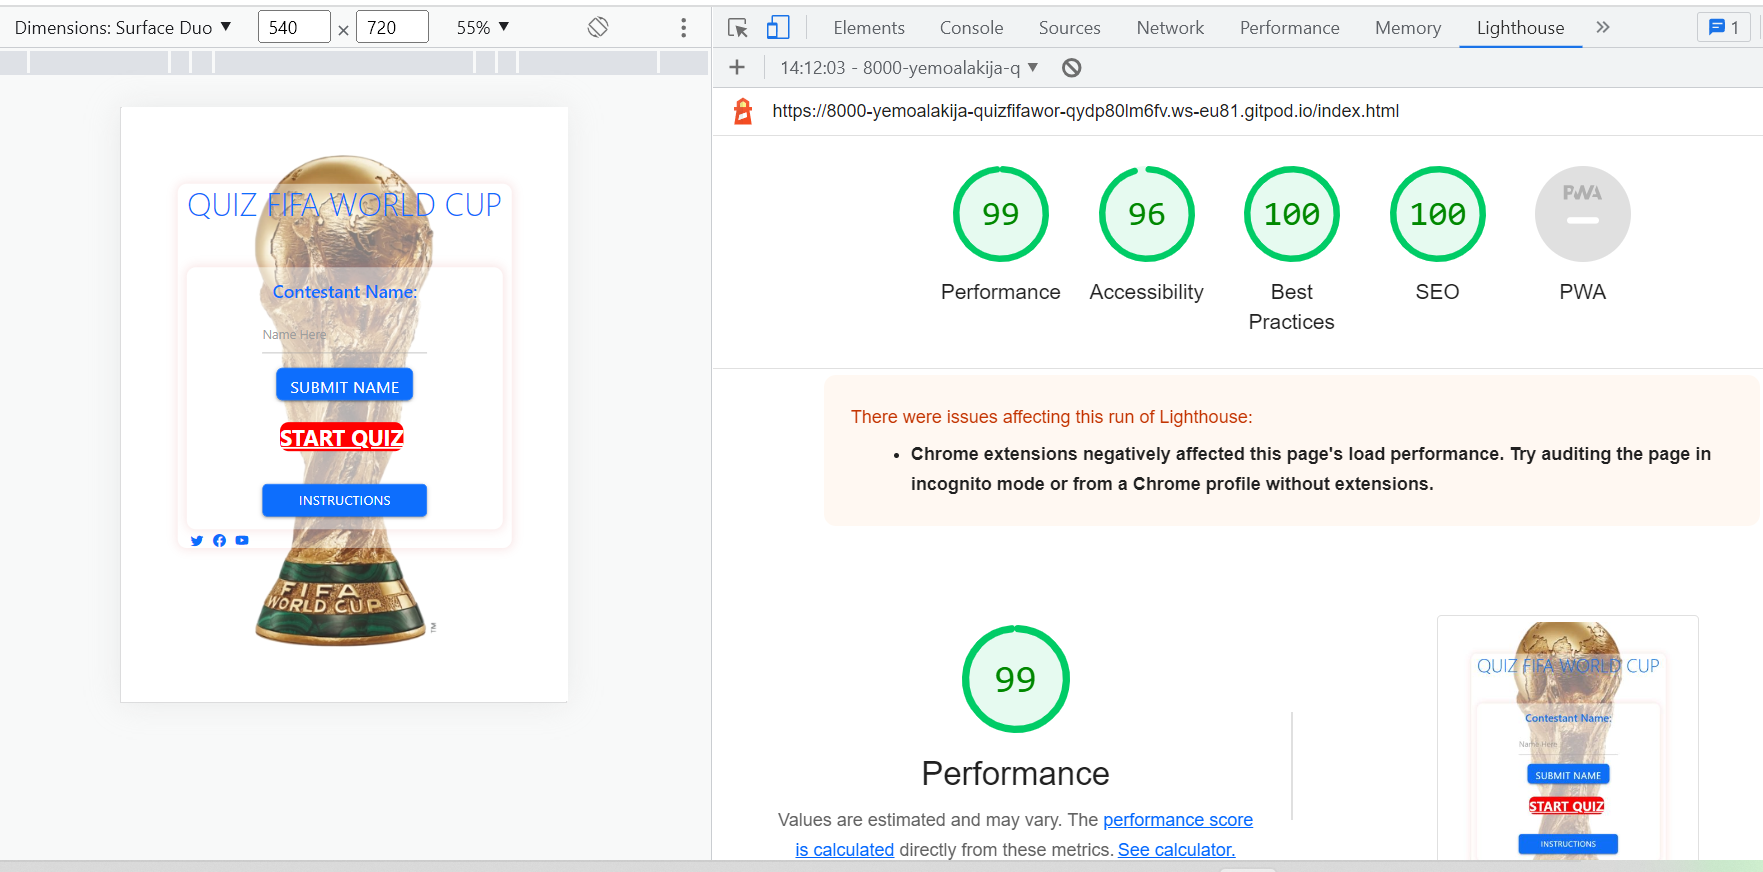 Dimensions: Surface Duo ▼ 540 × 720 55% ▼
Elements Console Sources Network Performance Memory Lighthouse » 1
+ 14:12:03 - 8000-yemoalakija-q ▼
https://8000-yemoalakija-quizfifawor-qydp80lm6fv.ws-eu81.gitpod.io/index.html
QUIZ FIFA WORLD CUP
Contestant Name:
Name Here
SUBMIT NAME
START QUIZ
INSTRUCTIONS
FIFA
WORLD CUP
TM
99 96 100 100 PWA
Performance Accessibility Best Practices SEO PWA
There were issues affecting this run of Lighthouse:
• Chrome extensions negatively affected this page's load performance. Try auditing the page in
incognito mode or from a Chrome profile without extensions.
99
Performance
Values are estimated and may vary. The performance score
is calculated directly from these metrics. See calculator.
QUIZ FIFA WORLD CUP
Contestant Name:
Name Here
SUBMIT NAME
START QUIZ
INSTRUCTIONS